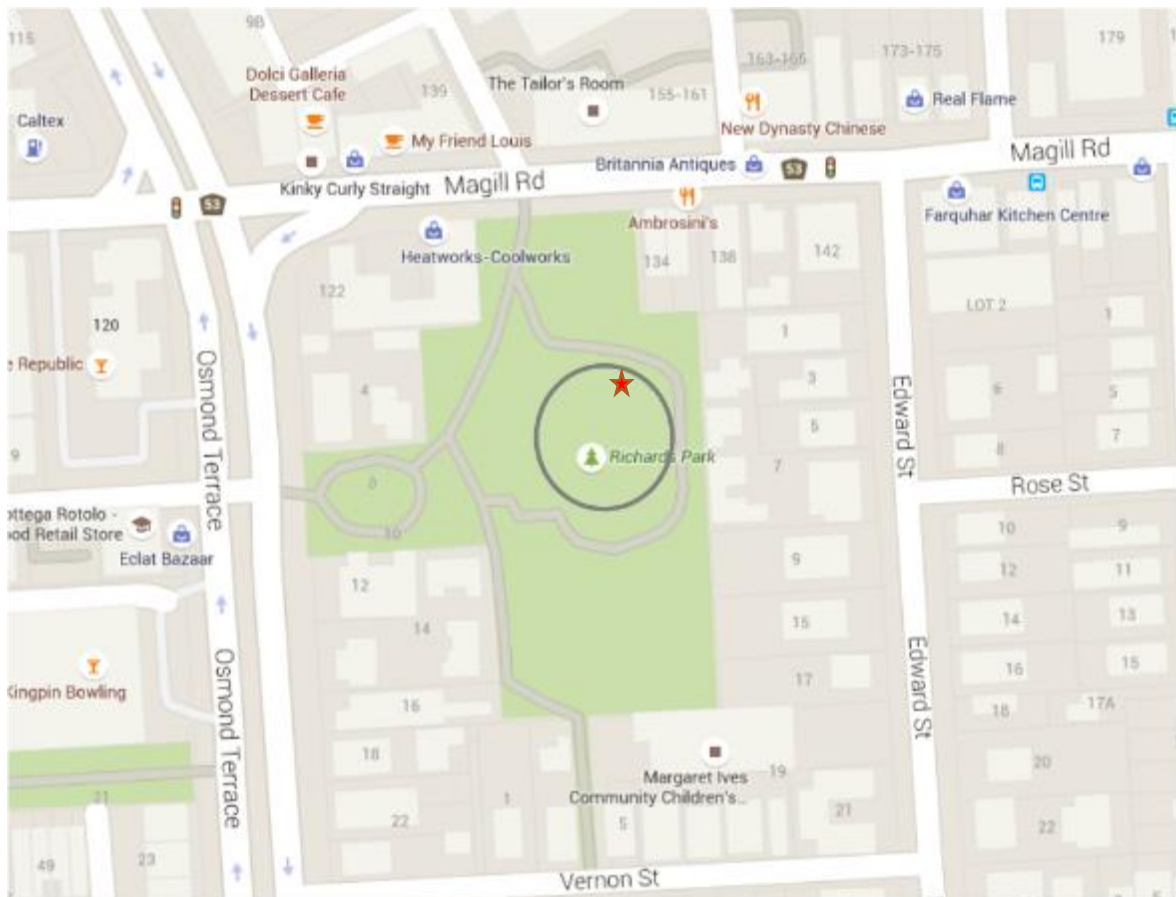 115
9B
Dolci Galleria
Dessert Cafe
139
The Tailor's Room
155-161
163-166
173-175
179
Caltex
My Friend Louis
New Dynasty Chinese
Real Flame
Kinky Curly Straight
Magill Rd
Britannia Antiques
53
Magill Rd
53
Ambrosini's
Farquhar Kitchen Centre
Heatworks-Coolworks
134
138
142
122
LOT 2
120
1
1
Republic
Osmond Terrace
4
3
Edward St
6
5
5
7
9
Richards Park
7
8
Rose St
ottega Rotolo -
od Retail Store
Eclat Bazaar
10
10
9
9
12
11
12
14
15
14
13
Kingpin Bowling
Osmond Terrace
16
17
Edward St
16
15
18
17A
18
Margaret Ives
Community Children's...
19
20
21
22
1
5
21
22
49
23
Vernon St